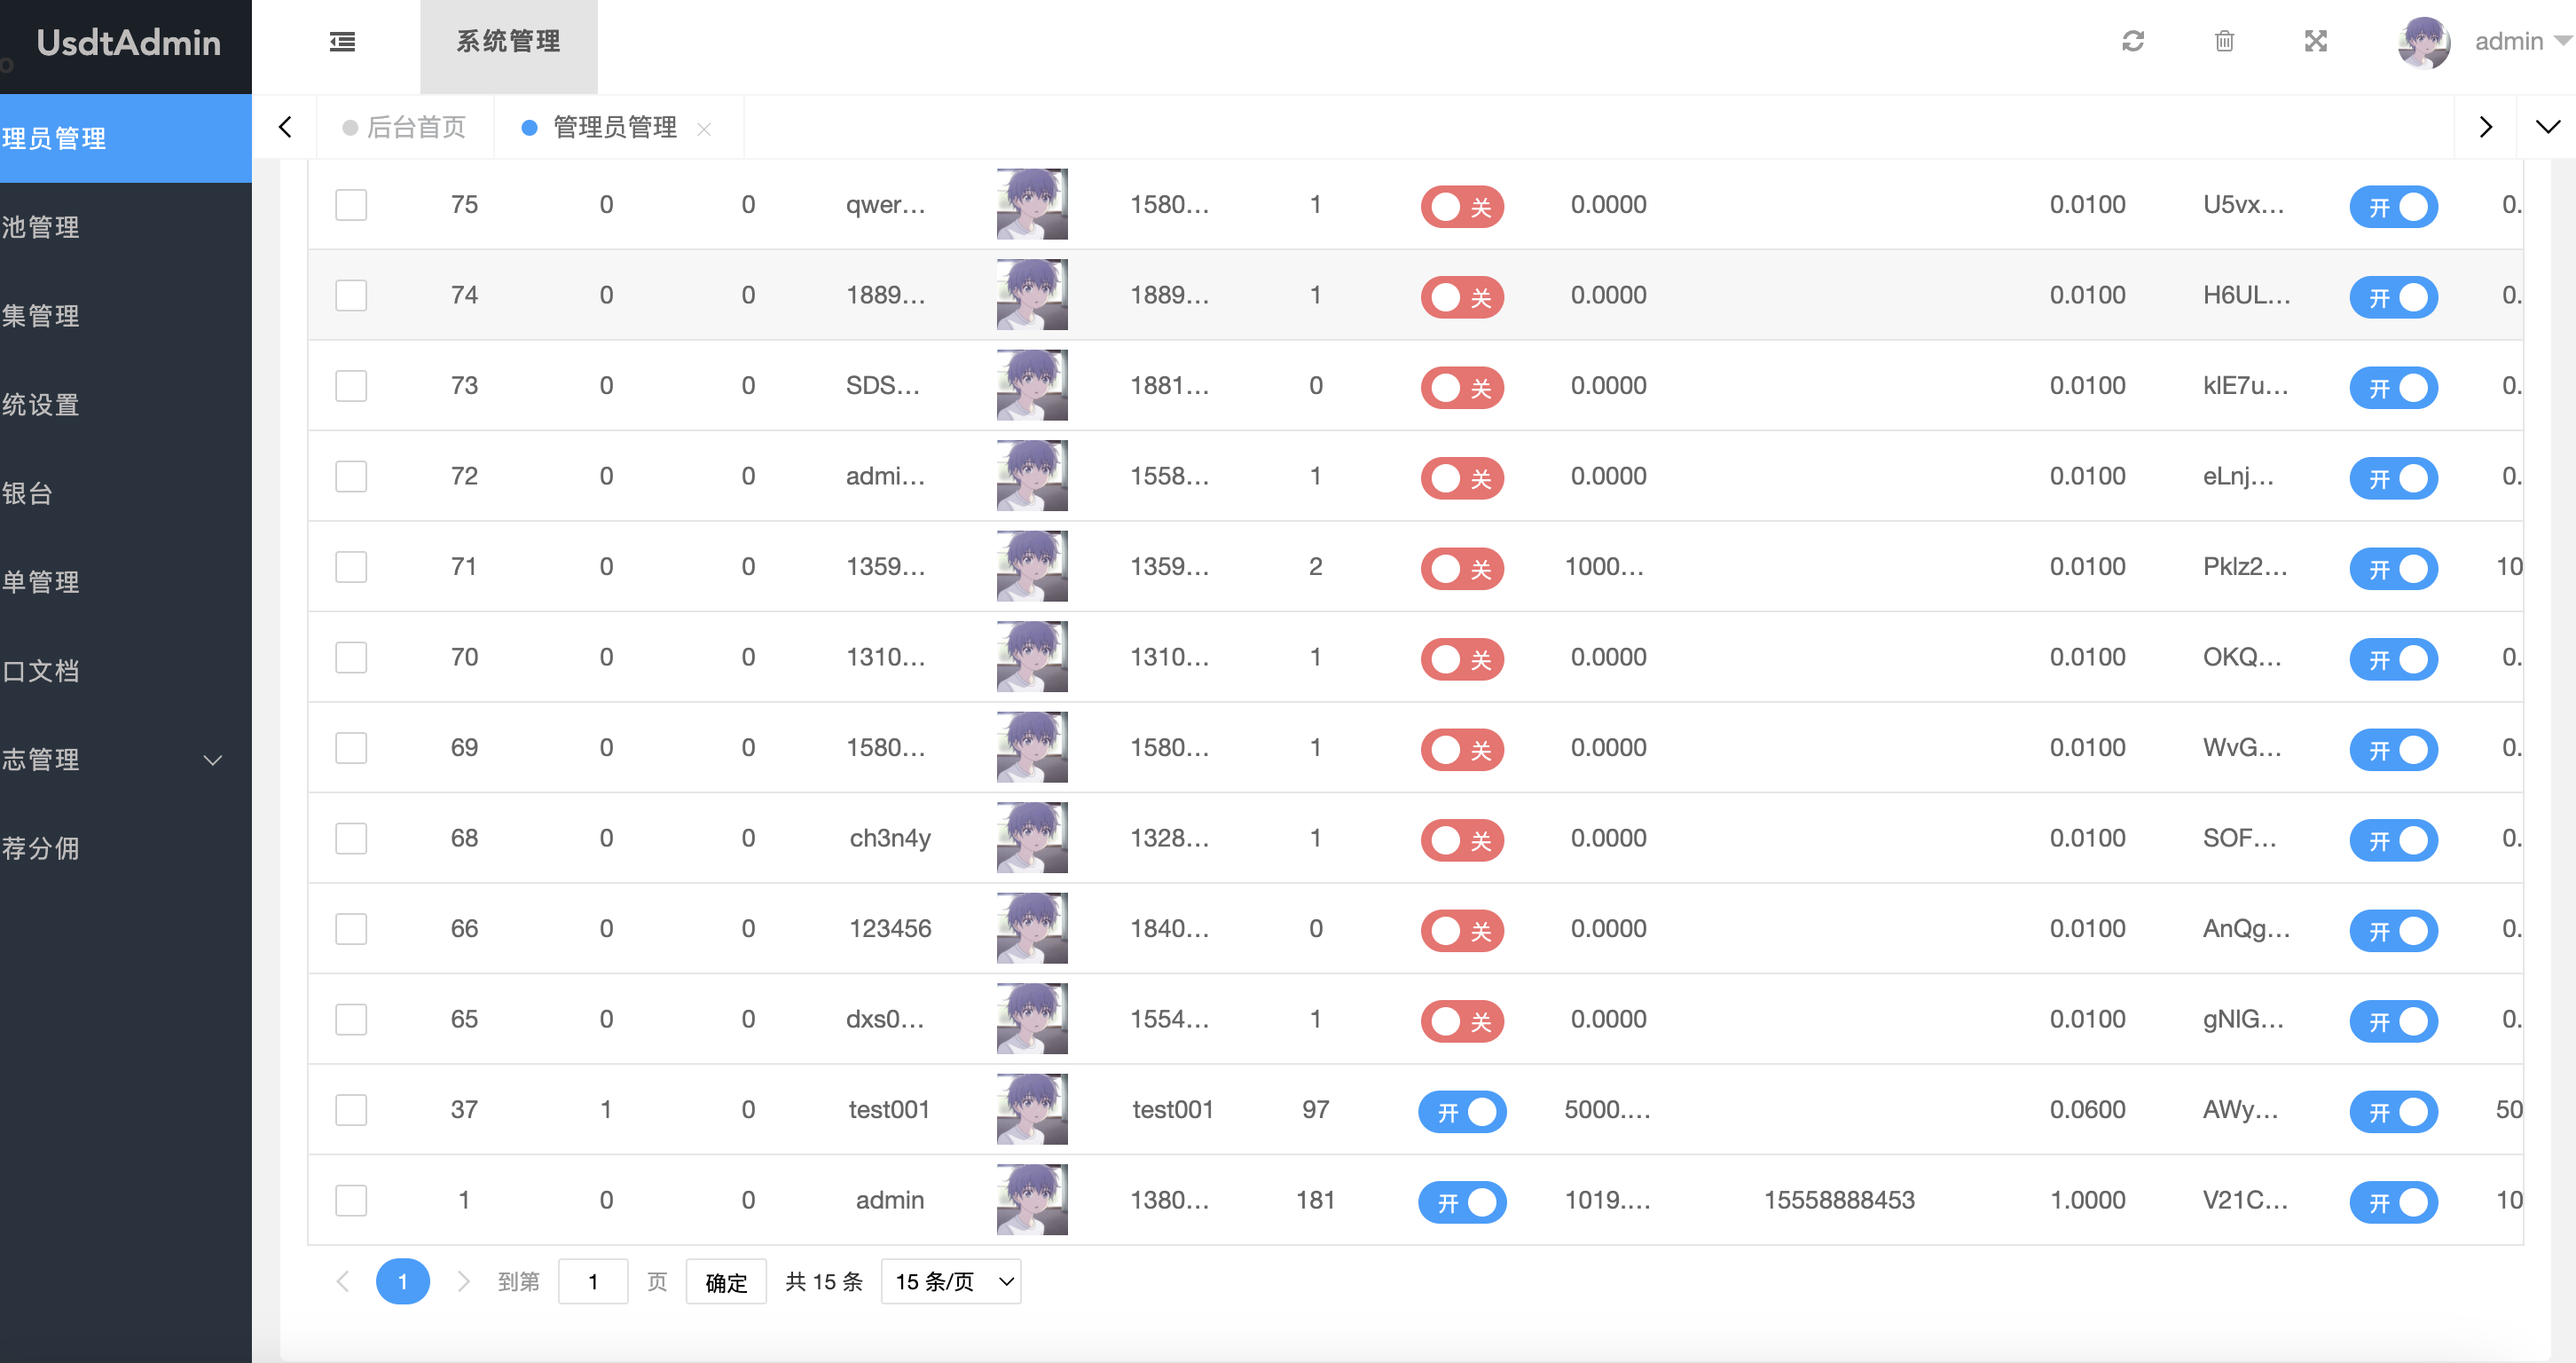 UsdtAdmin
系统管理
admin
理员管理
后台首页
管理员管理
池管理
集管理
统设置
银台
单管理
口文档
志管理
荐分佣
75 0 0 qwer... 1580... 1 关 0.0000 0.0100 U5vx... 开 0.
74 0 0 1889... 1889... 1 关 0.0000 0.0100 H6UL... 开 0.
73 0 0 SDS... 1881... 0 关 0.0000 0.0100 klE7u... 开 0.
72 0 0 admi... 1558... 1 关 0.0000 0.0100 eLnj... 开 0.
71 0 0 1359... 1359... 2 关 1000... 0.0100 Pklz2... 开 10
70 0 0 1310... 1310... 1 关 0.0000 0.0100 OKQ... 开 0.
69 0 0 1580... 1580... 1 关 0.0000 0.0100 WvG... 开 0.
68 0 0 ch3n4y 1328... 1 关 0.0000 0.0100 SOF... 开 0.
66 0 0 123456 1840... 0 关 0.0000 0.0100 AnQg... 开 0.
65 0 0 dxs0... 1554... 1 关 0.0000 0.0100 gNlG... 开 0.
37 1 0 test001 test001 97 开 5000.... 0.0600 AWy... 开 50
1 0 0 admin 1380... 181 开 1019.... 15558888453 1.0000 V21C... 开 10
1 到第 1 页 确定 共 15 条 15 条/页